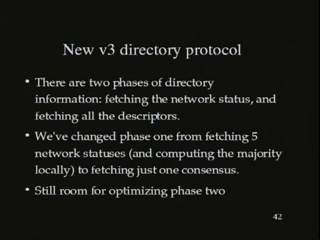 New v3 directory protocol
• There are two phases of directory
information: fetching the network status, and
fetching all the descriptors.
• We've changed phase one from fetching 5
network statuses (and computing the majority
locally) to fetching just one consensus.
• Still room for optimizing phase two
42